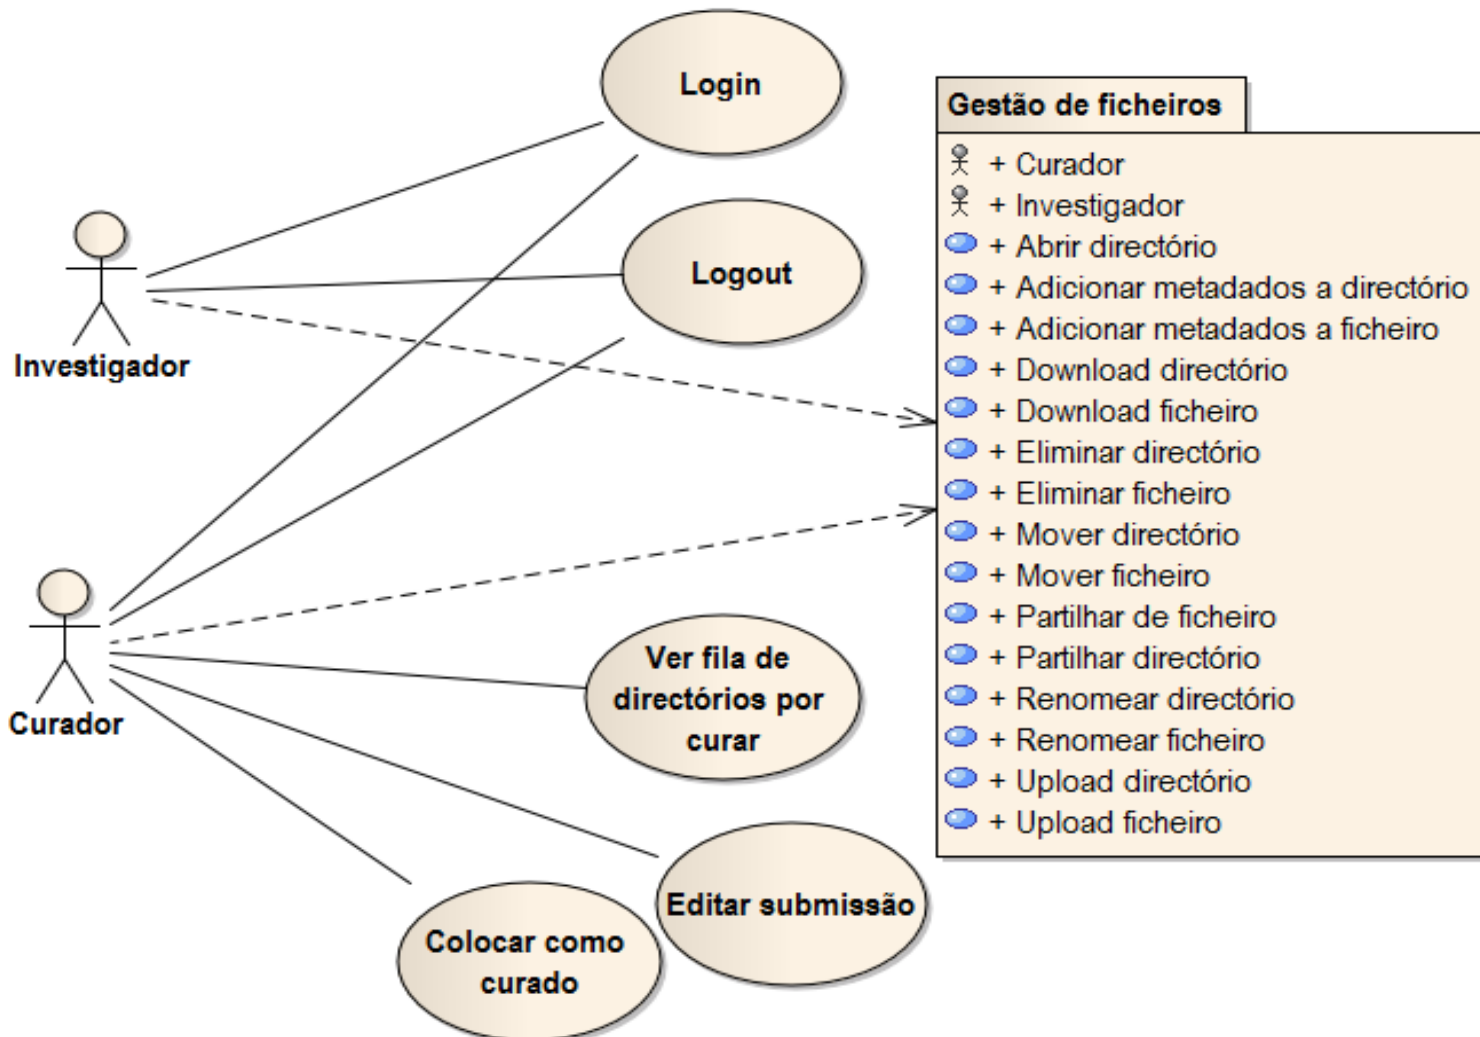 Login
Logout
Investigador
Curador
Ver fila de
directórios por
curar
Editar submissão
Colocar como
curado
Gestão de ficheiros
+ Curador
+ Investigador
+ Abrir directório
+ Adicionar metadados a directório
+ Adicionar metadados a ficheiro
+ Download directório
+ Download ficheiro
+ Eliminar directório
+ Eliminar ficheiro
+ Mover directório
+ Mover ficheiro
+ Partilhar de ficheiro
+ Partilhar directório
+ Renomear directório
+ Renomear ficheiro
+ Upload directório
+ Upload ficheiro